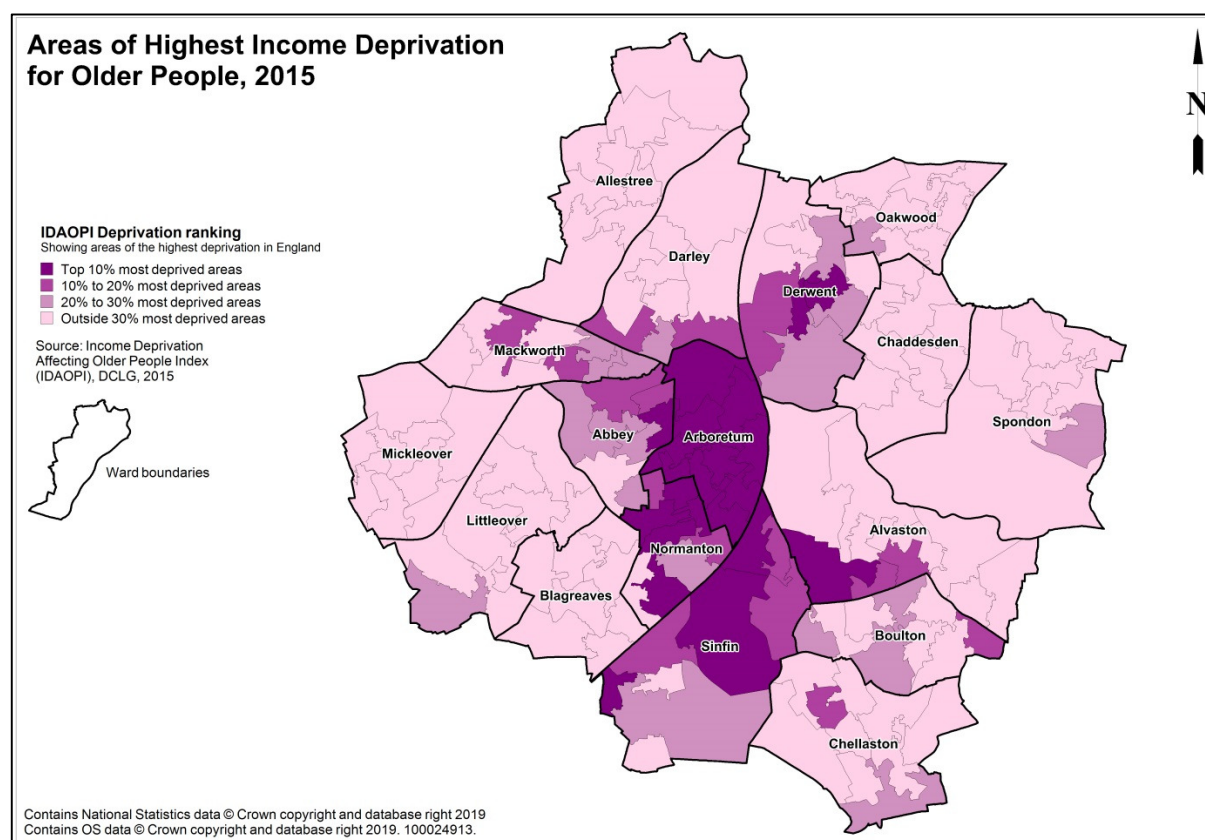 Areas of Highest Income Deprivation
for Older People, 2015
N
IDAOPI Deprivation ranking
Showing areas of the highest deprivation in England
Top 10% most deprived areas
10% to 20% most deprived areas
20% to 30% most deprived areas
Outside 30% most deprived areas
Source: Income Deprivation
Affecting Older People Index
(IDAOPI), DCLG, 2015
Ward boundaries
Allestree
Oakwood
Darley
Derwent
Chaddesden
Mackworth
Spondon
Abbey
Arboretum
Mickleover
Littleover
Alvaston
Normanton
Blagreaves
Boulton
Sinfin
Chellaston
Contains National Statistics data © Crown copyright and database right 2019
Contains OS data © Crown copyright and database right 2019. 100024913.